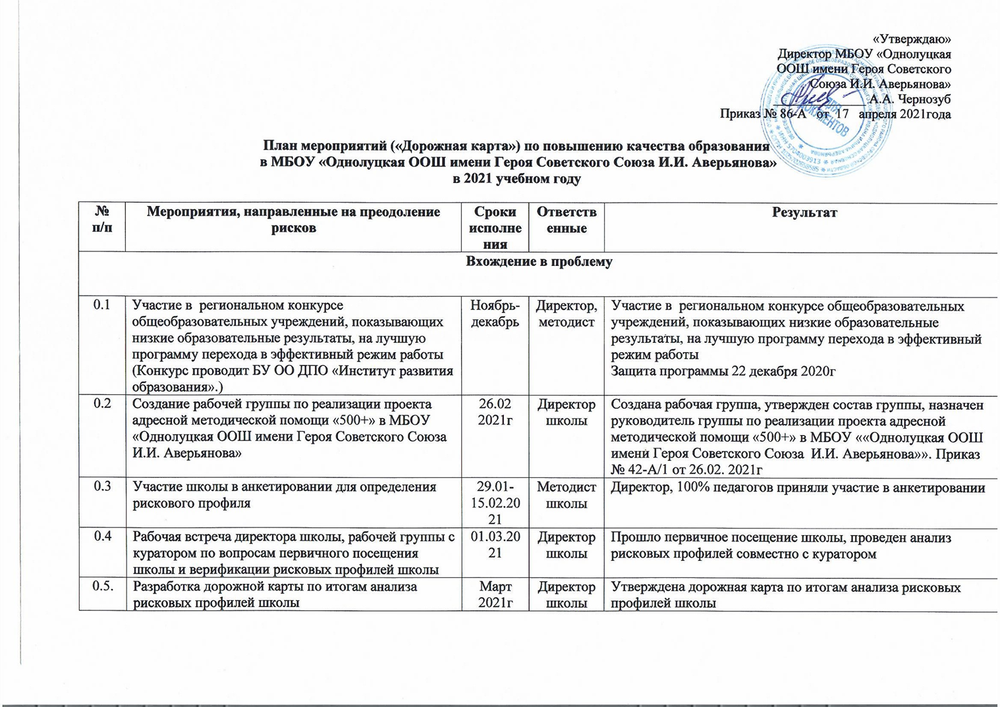 «Утверждаю»
Директор МБОУ «Однолуцкая
ООШ имени Героя Советского
Союза И.И. Аверьянова»
А.А. Чернозуб
Приказ № 86-А от 17 апреля 2021года
ДЛЯ
ДОКУМЕНТОВ
План мероприятий («Дорожная карта») по повышению качества образования
в МБОУ «Однолуцкая ООШ имени Героя Советского Союза И.И. Аверьянова»
в 2021 учебном году
№
п/п
Мероприятия, направленные на преодоление
рисков
Сроки
исполне
ния
Ответств
енные
Результат
Вхождение в проблему
0.1
Участие в региональном конкурсе
общеобразовательных учреждений, показывающих
низкие образовательные результаты, на лучшую
программу перехода в эффективный режим работы
(Конкурс проводит БУ ОО ДПО «Институт развития
образования».)
Ноябрь-
декабрь
Директор,
методист
Участие в региональном конкурсе общеобразовательных
учреждений, показывающих низкие образовательные
результаты, на лучшую программу перехода в эффективный
режим работы
Защита программы 22 декабря 2020г
0.2
Создание рабочей группы по реализации проекта
адресной методической помощи «500+» в МБОУ
«Однолуцкая ООШ имени Героя Советского Союза
И.И. Аверьянова»
26.02
2021г
Директор
школы
Создана рабочая группа, утвержден состав группы, назначен
руководитель группы по реализации проекта адресной
методической помощи «500+» в МБОУ ««Однолуцкая ООШ
имени Героя Советского Союза И.И. Аверьянова»». Приказ
№ 42-А/1 от 26.02. 2021г
0.3
Участие школы в анкетировании для определения
рискового профиля
29.01-
15.02.20
21
Методист
школы
Директор, 100% педагогов приняли участие в анкетировании
0.4
Рабочая встреча директора школы, рабочей группы с
куратором по вопросам первичного посещения
школы и верификации рисковых профилей школы
01.03.20
21
Директор
школы
Прошло первичное посещение школы, проведен анализ
рисковых профилей совместно с куратором
0.5.
Разработка дорожной карты по итогам анализа
рисковых профилей школы
Март
2021г
Директор
школы
Утверждена дорожная карта по итогам анализа рисковых
профилей школы